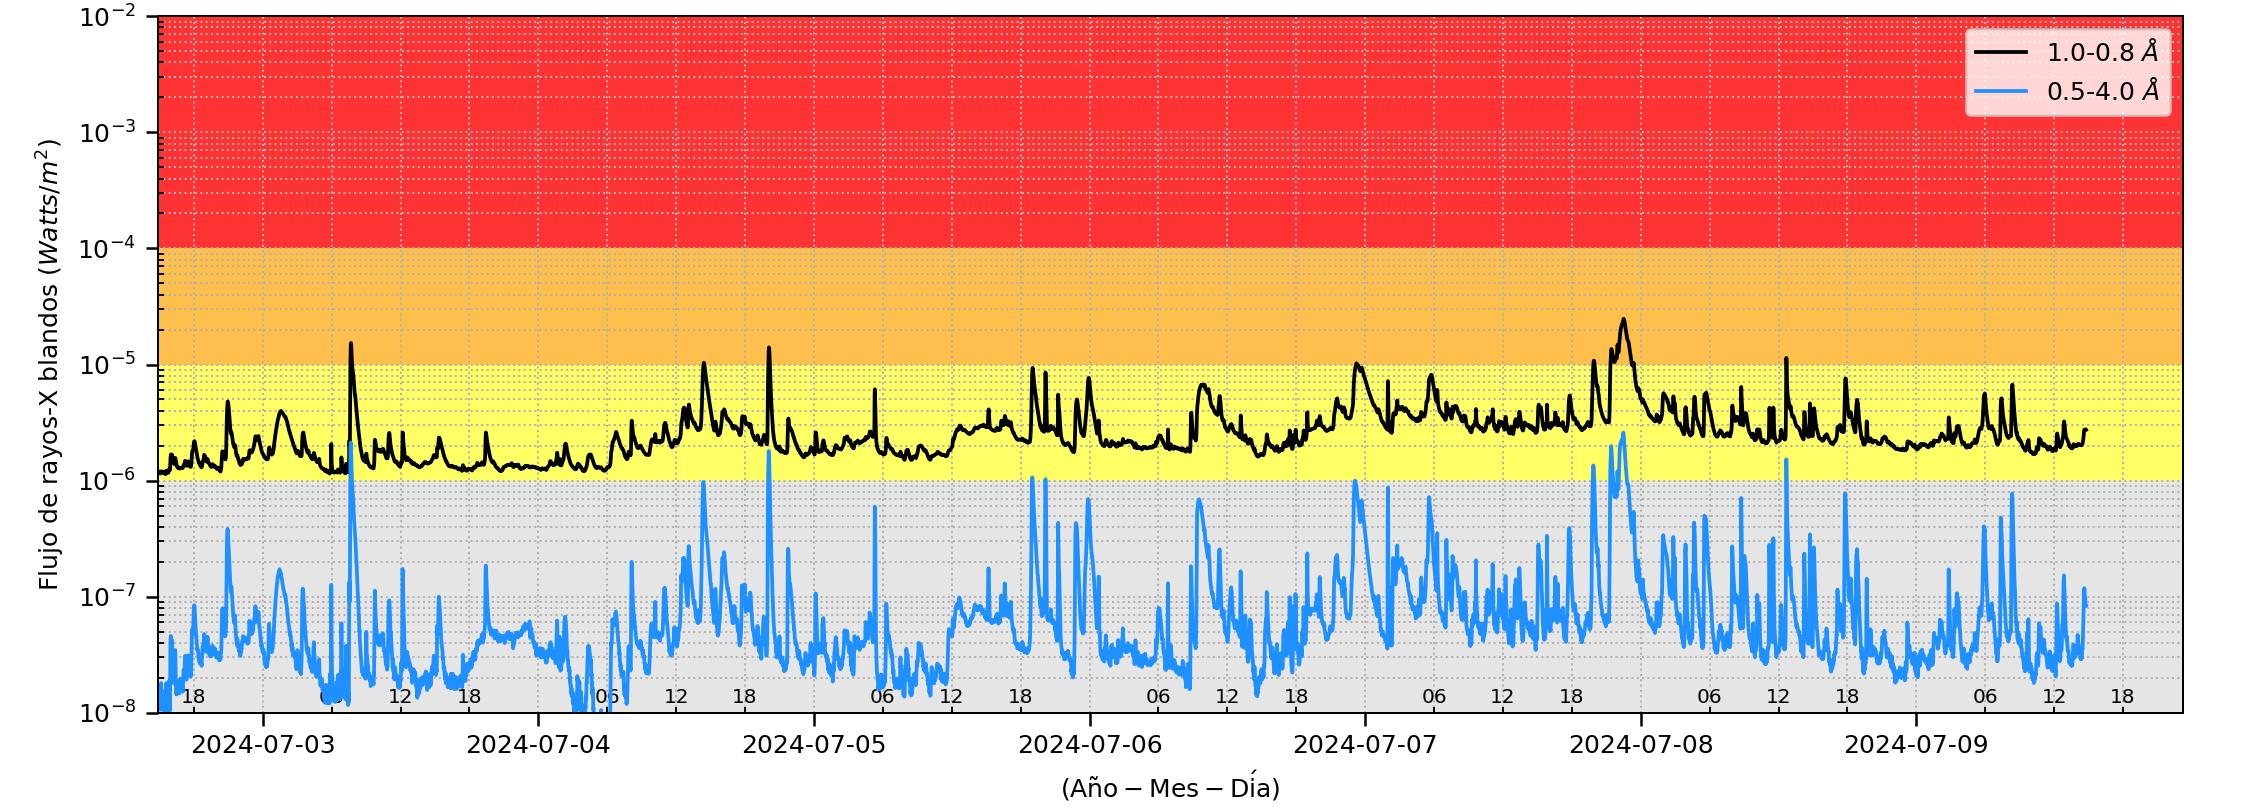 10⁻²
1.0-0.8 Å
0.5-4.0 Å
10⁻³
10⁻⁴
10⁻⁵
10⁻⁶
10⁻⁷
10⁻⁸
Flujo de rayos-X blandos (Watts/m²)
18 12 18 06 12 18 06 12 18 06 12 18 06 12 18 06 12 18 06 12 18
2024-07-03 2024-07-04 2024-07-05 2024-07-06 2024-07-07 2024-07-08 2024-07-09
(Año − Mes − Día)